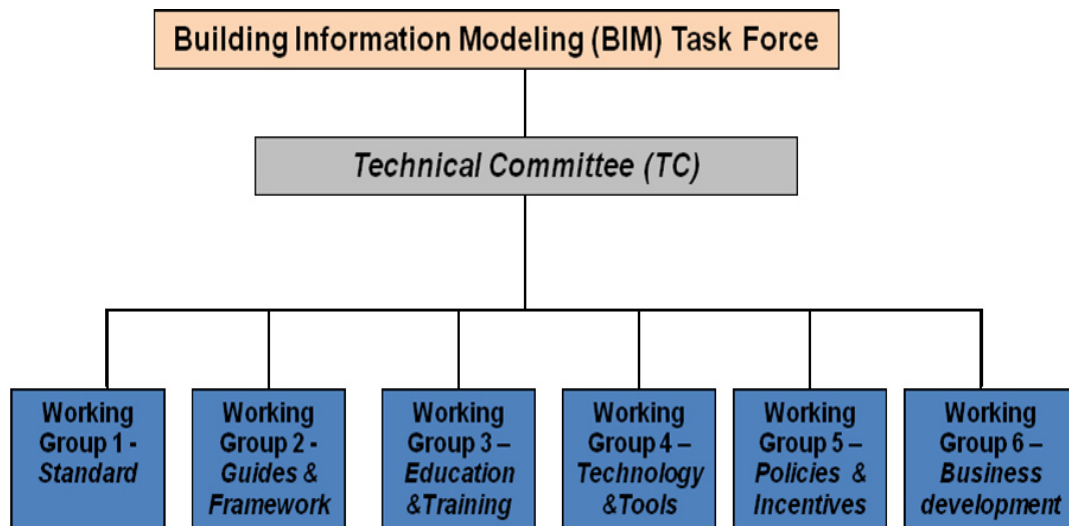 Building Information Modeling (BIM) Task Force
Technical Committee (TC)
Working
Group 1 -
Standard
Working
Group 2 -
Guides &
Framework
Working
Group 3 –
Education
&Training
Working
Group 4 –
Technology
&Tools
Working
Group 5 –
Policies &
Incentives
Working
Group 6 –
Business
development